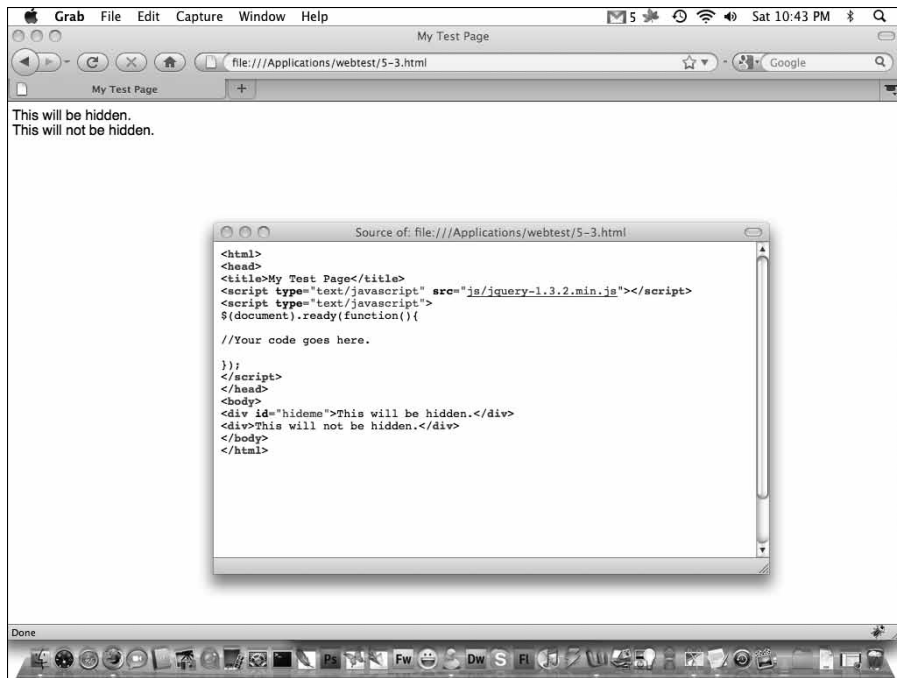 Grab File Edit Capture Window Help 5 Sat 10:43 PM
My Test Page
file:///Applications/webtest/5-3.html Google
My Test Page +
This will be hidden.
This will not be hidden.
Source of: file:///Applications/webtest/5-3.html
<html>
<head>
<title>My Test Page</title>
<script type="text/javascript" src="js/jquery-1.3.2.min.js"></script>
<script type="text/javascript">
$(document).ready(function(){
//Your code goes here.
});
</script>
</head>
<body>
<div id="hideme">This will be hidden.</div>
<div>This will not be hidden.</div>
</body>
</html>
Done
Ps Fw Dw S Fl